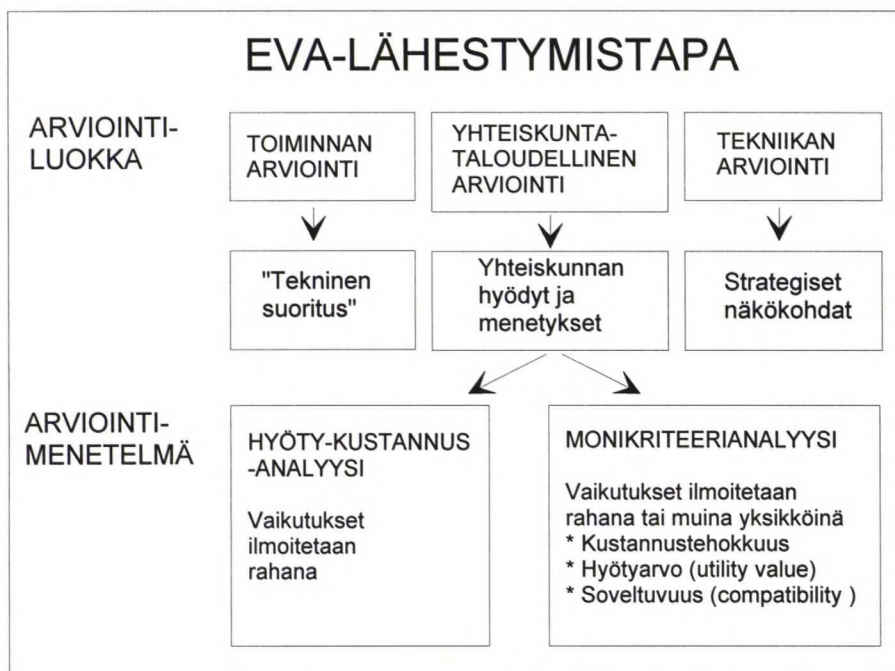 EVA-LÄHESTYMISTAPA
ARVIOINTI-
LUOKKA
TOIMINNAN
ARVIOINTI
YHTEISKUNTA-
TALOUDELLINEN
ARVIOINTI
TEKNIIKAN
ARVIOINTI
"Tekninen
suoritus"
Yhteiskunnan
hyödyt ja
menetykset
Strategiset
näkökohdat
ARVIOINTI-
MENETELMÄ
HYÖTY-KUSTANNUS
-ANALYYSI
Vaikutukset
ilmoitetaan
rahana
MONIKRITEERIANALYYSI
Vaikutukset ilmoitetaan
rahana tai muina yksikköinä
* Kustannustehokkuus
* Hyötyarvo (utility value)
* Soveltuvuus (compatibility )